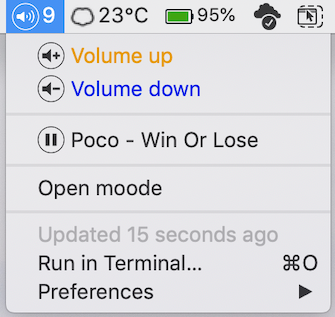 9 23°C 95%
Volume up
Volume down
Poco - Win Or Lose
Open moode
Updated 15 seconds ago
Run in Terminal... ⌘O
Preferences